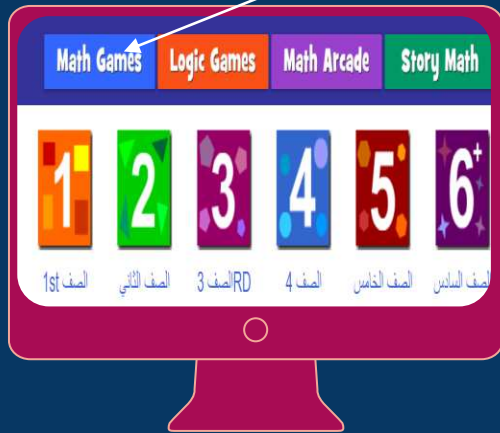 Math Games Logic Games Math Arcade Story Math
1 2 3 4 5 6+
الصف 1st الصف الثاني الصف 3RD الصف 4 الصف الخامس الصف السادس